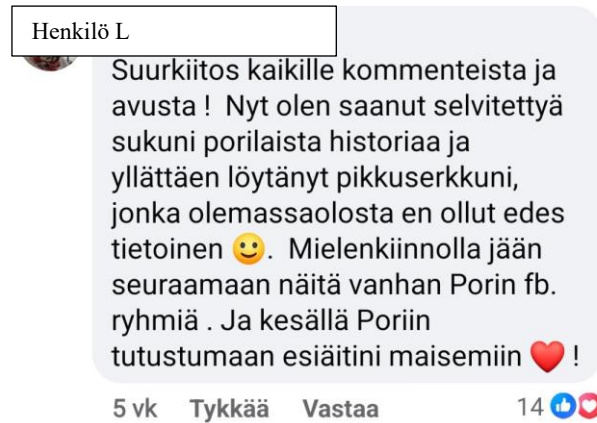 Henkilö L
Suurkiitos kaikille kommenteista ja
avusta ! Nyt olen saanut selvitettyä
sukuni porilaista historiaa ja
yllättäen löytänyt pikkuserkkuni,
jonka olemassaolosta en ollut edes
tietoinen 🙂. Mielenkiinnolla jään
seuraamaan näitä vanhan Porin fb.
ryhmiä . Ja kesällä Poriin
tutustumaan esiäitini maisemiin ❤️ !
5 vk Tykkää Vastaa 14